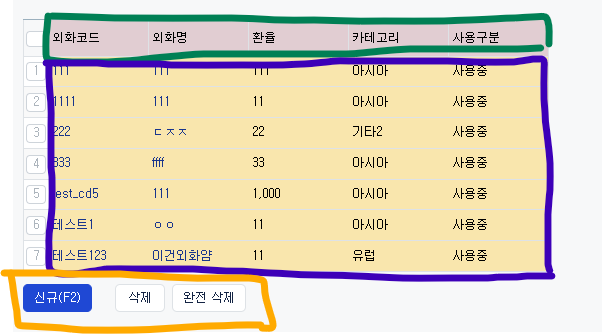 외화코드 외화명 환율 카테고리 사용구분
1 111 111 111 아시아 사용중
2 1111 111 11 아시아 사용중
3 222 ㄷㅈㅈ 22 기타2 사용중
4 333 ffff 33 아시아 사용중
5 test_cd5 111 1,000 아시아 사용중
6 테스트1 ㅇㅇ 11 아시아 사용중
7 테스트123 이건외화얌 11 유럽 사용중
신규(F2) 삭제 완전 삭제